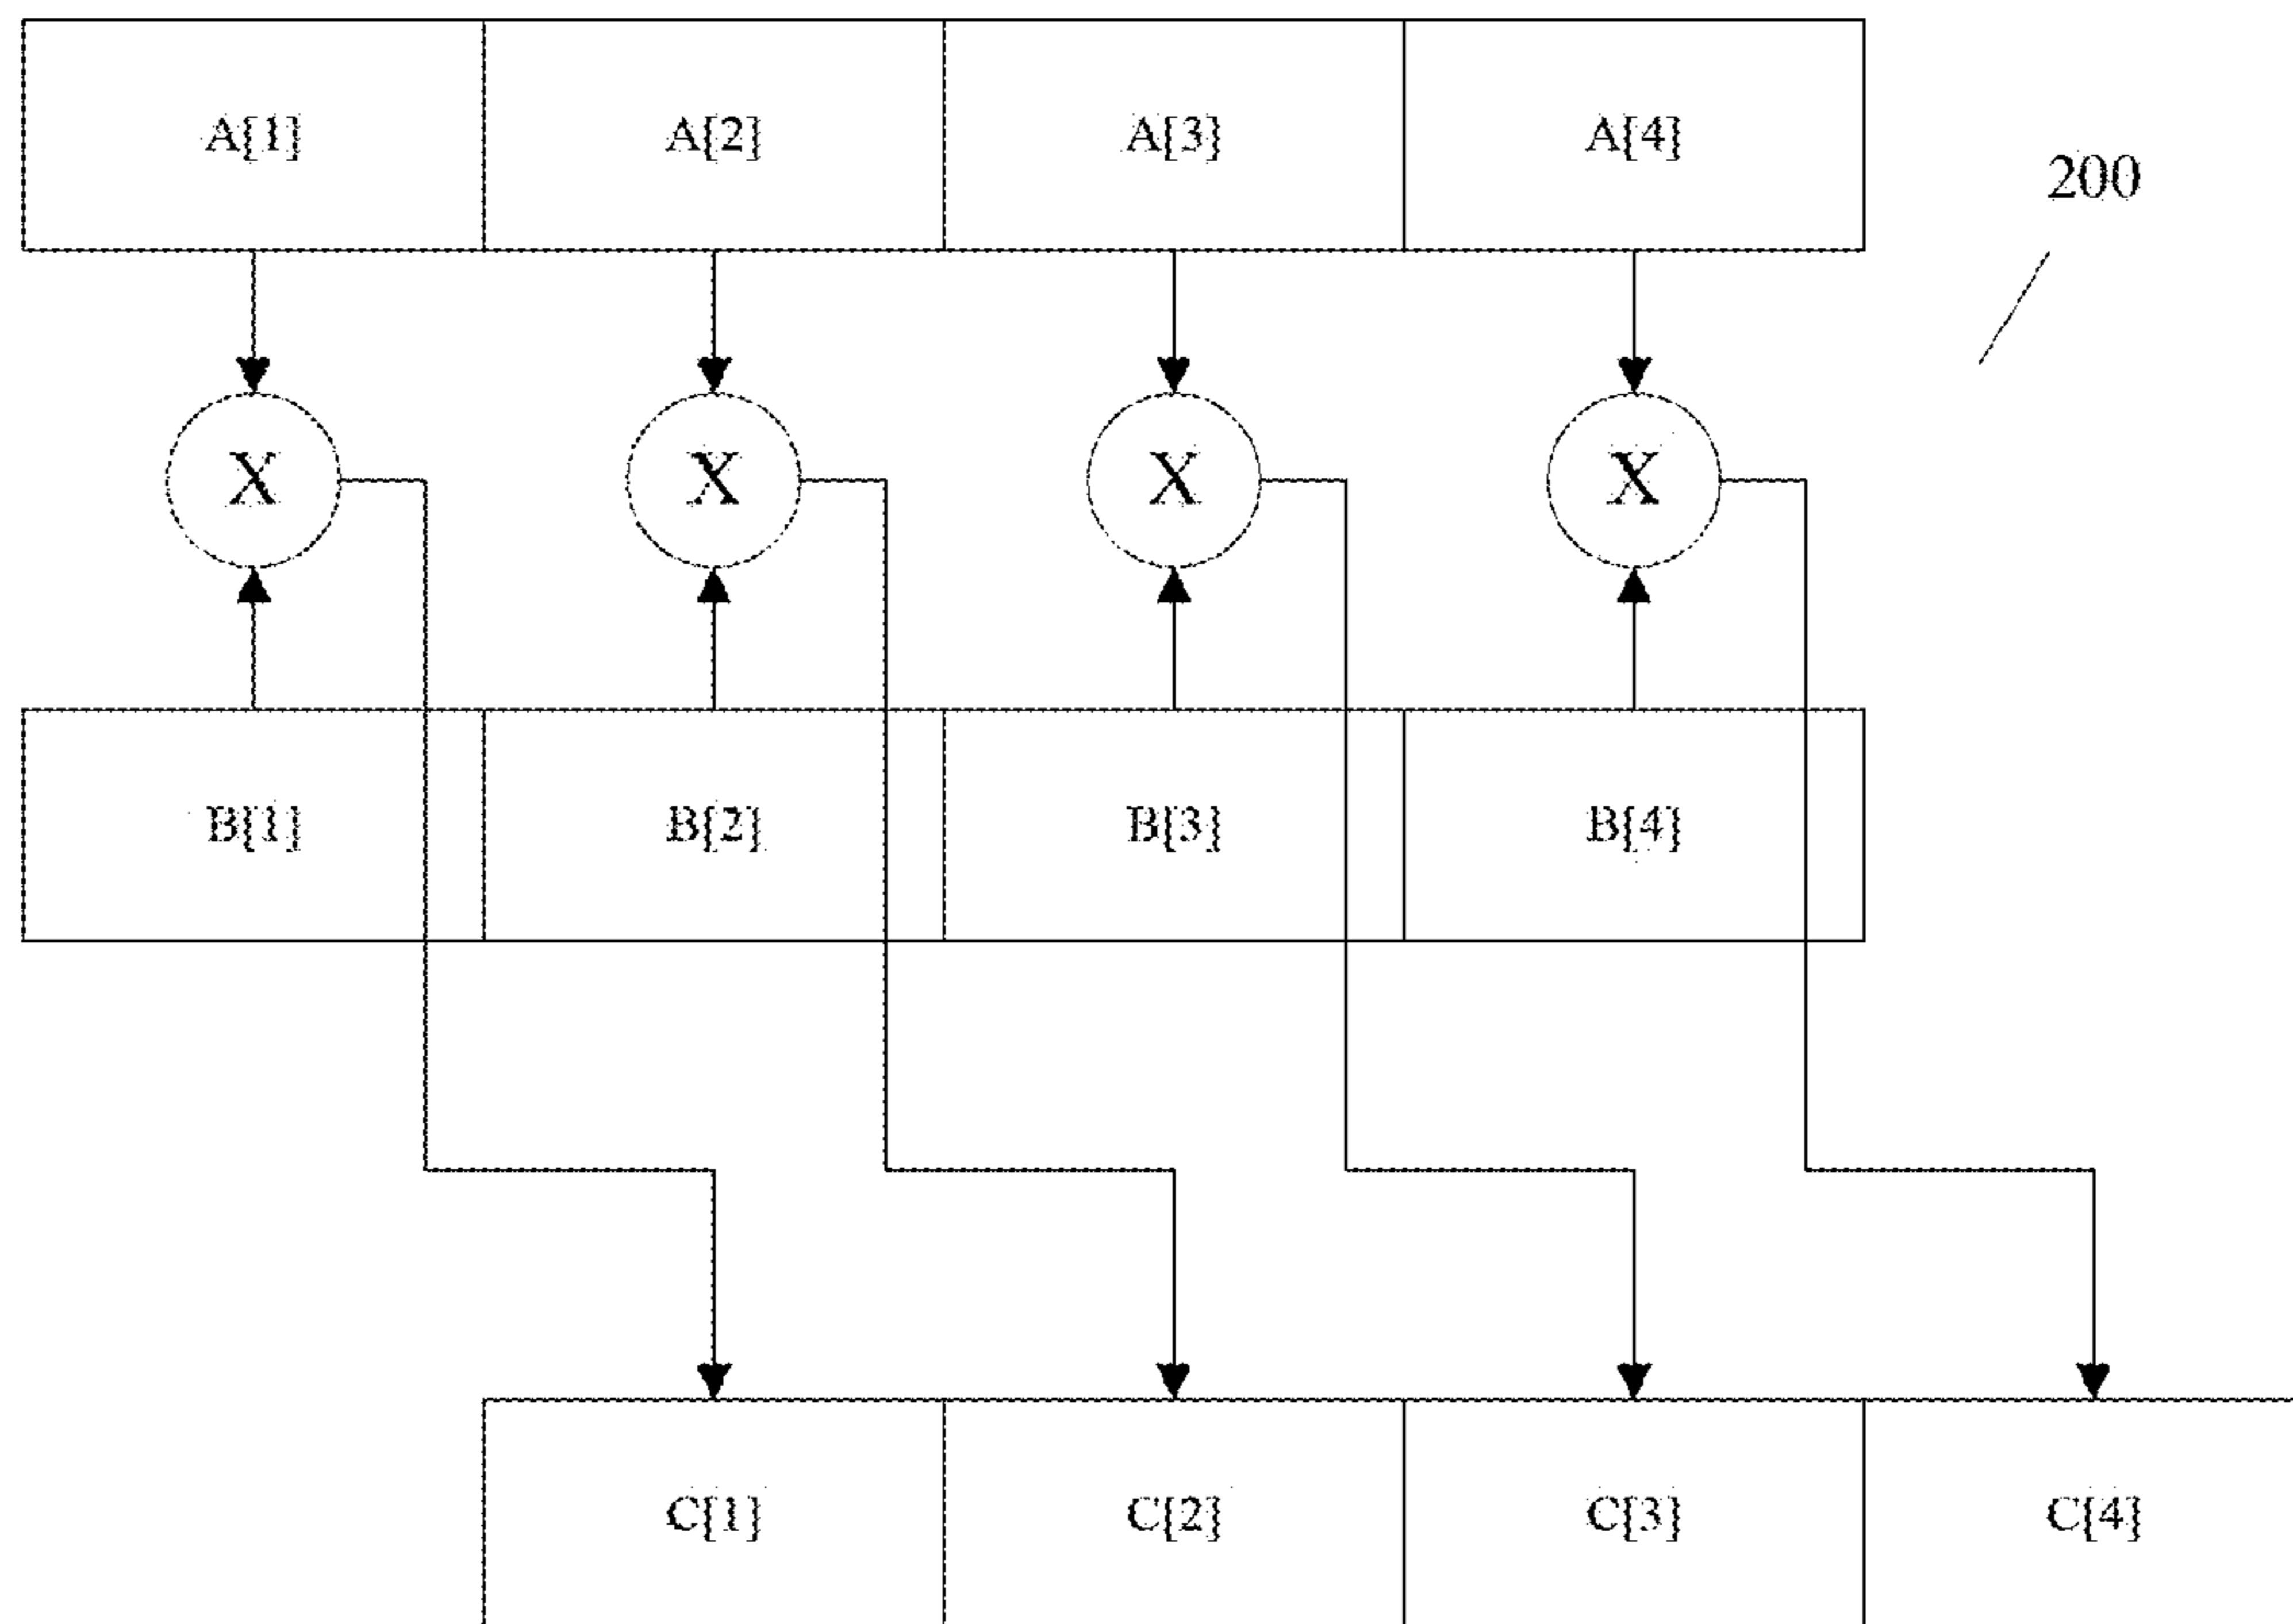 A[1] A[2] A[3] A[4]
200
X X X X
B[1] B[2] B[3] B[4]
C[1] C[2] C[3] C[4]